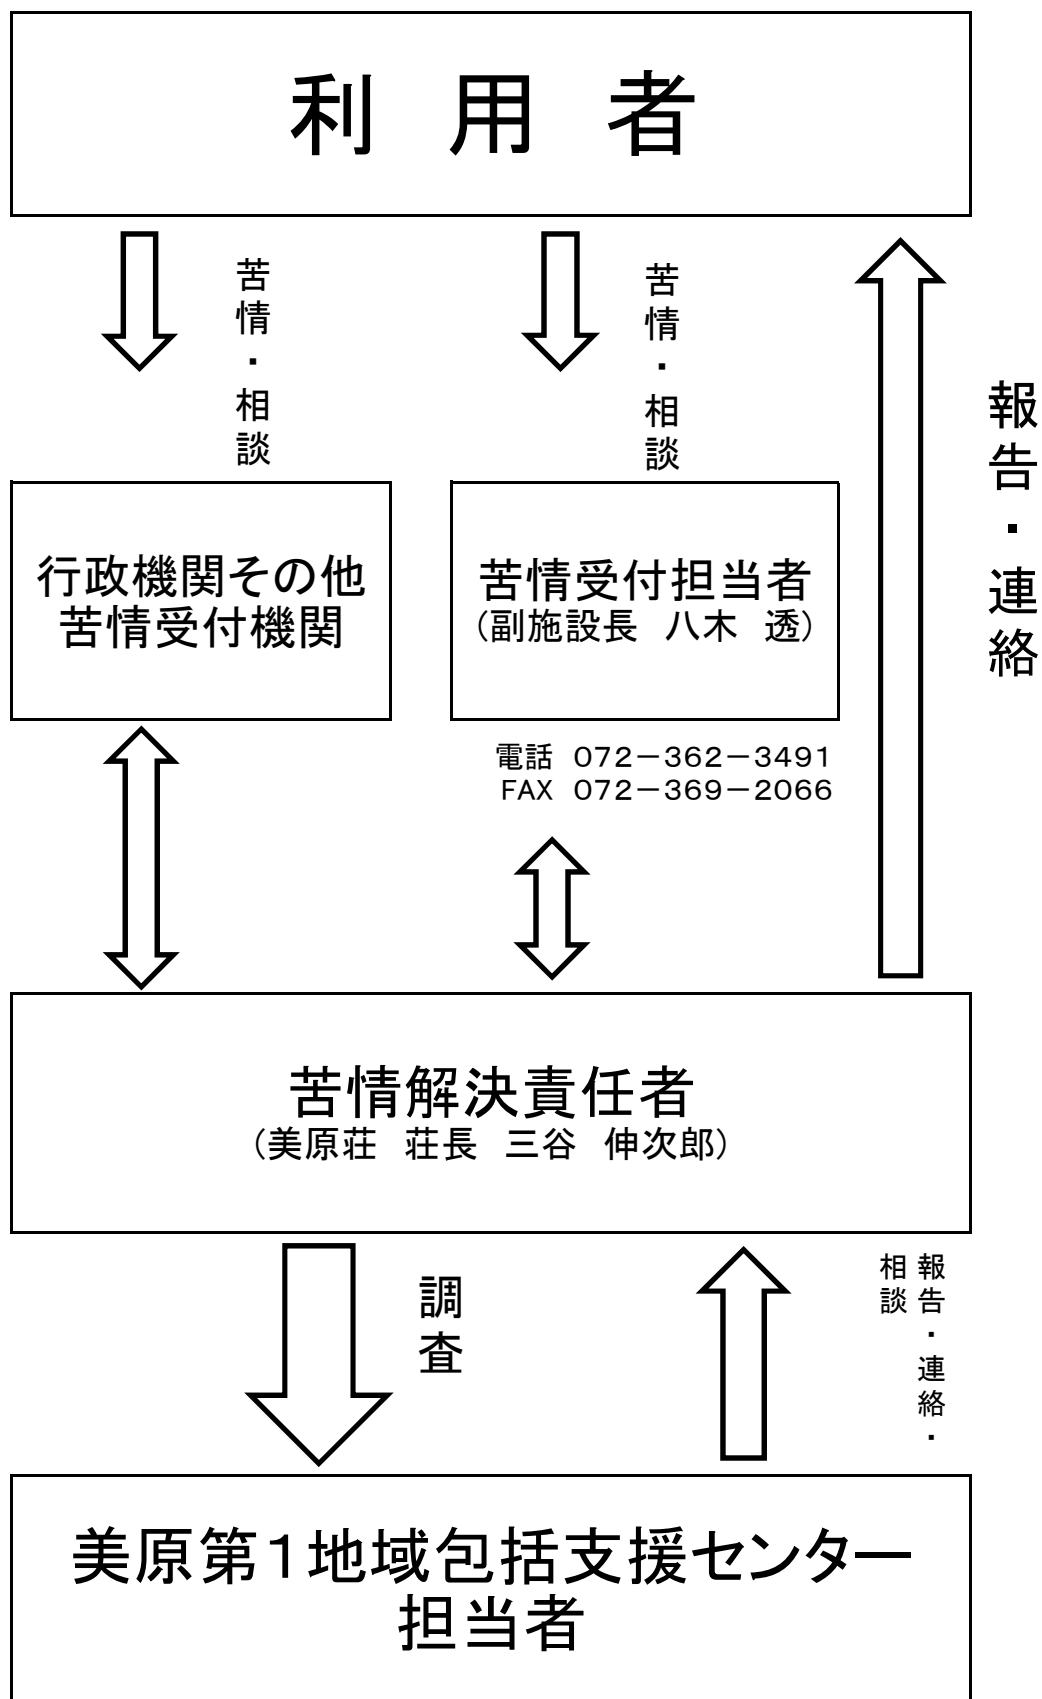 利　用　者
苦情・相談
苦情・相談
報告・連絡
行政機関その他
苦情受付機関
苦情受付担当者
（副施設長　八木　透）
電話　072－362－3491
FAX　072－369－2066
苦情解決責任者
（美原荘　荘長　三谷　伸次郎）
調査
報告・連絡・
相談
美原第１地域包括支援センター
担当者